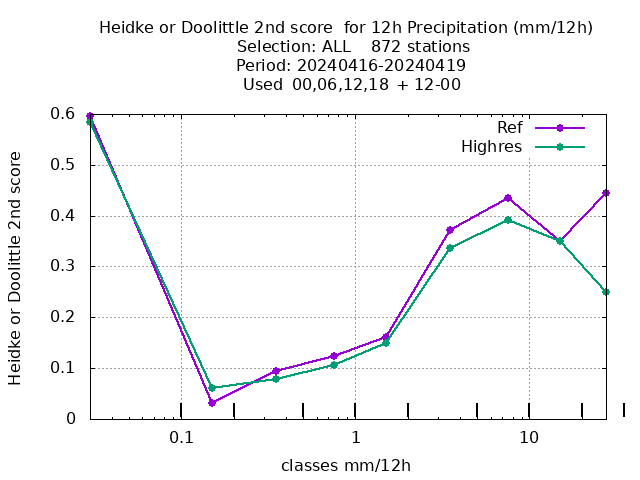 Heidke or Doolittle 2nd score  for 12h Precipitation (mm/12h)
Selection: ALL    872 stations
Period: 20240416-20240419
Used  00,06,12,18  + 12-00
Ref
Highres
Heidke or Doolittle 2nd score
0.6
0.5
0.4
0.3
0.2
0.1
0
0.1 1 10
classes mm/12h